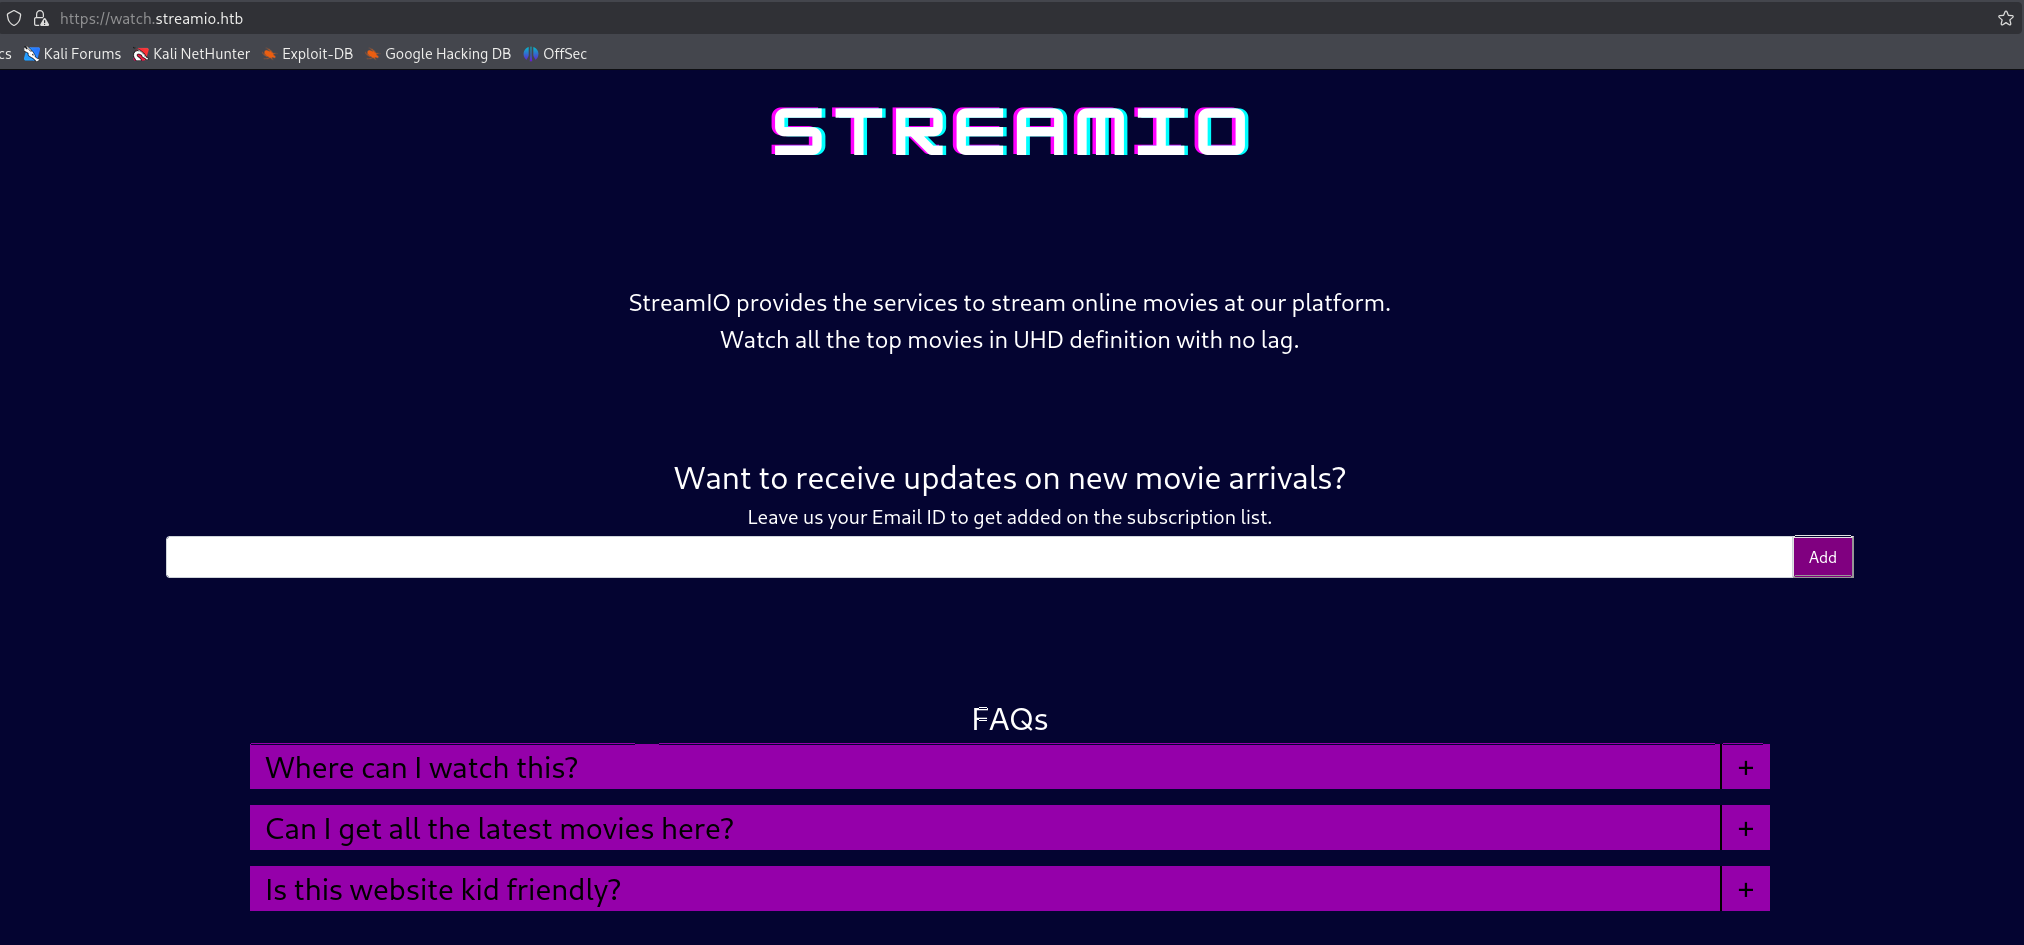 https://watch.streamio.htb
cs Kali Forums Kali NetHunter Exploit-DB Google Hacking DB OffSec
STREAMIO
StreamIO provides the services to stream online movies at our platform.
Watch all the top movies in UHD definition with no lag.
Want to receive updates on new movie arrivals?
Leave us your Email ID to get added on the subscription list.
Add
FAQs
Where can I watch this? +
Can I get all the latest movies here? +
Is this website kid friendly? +